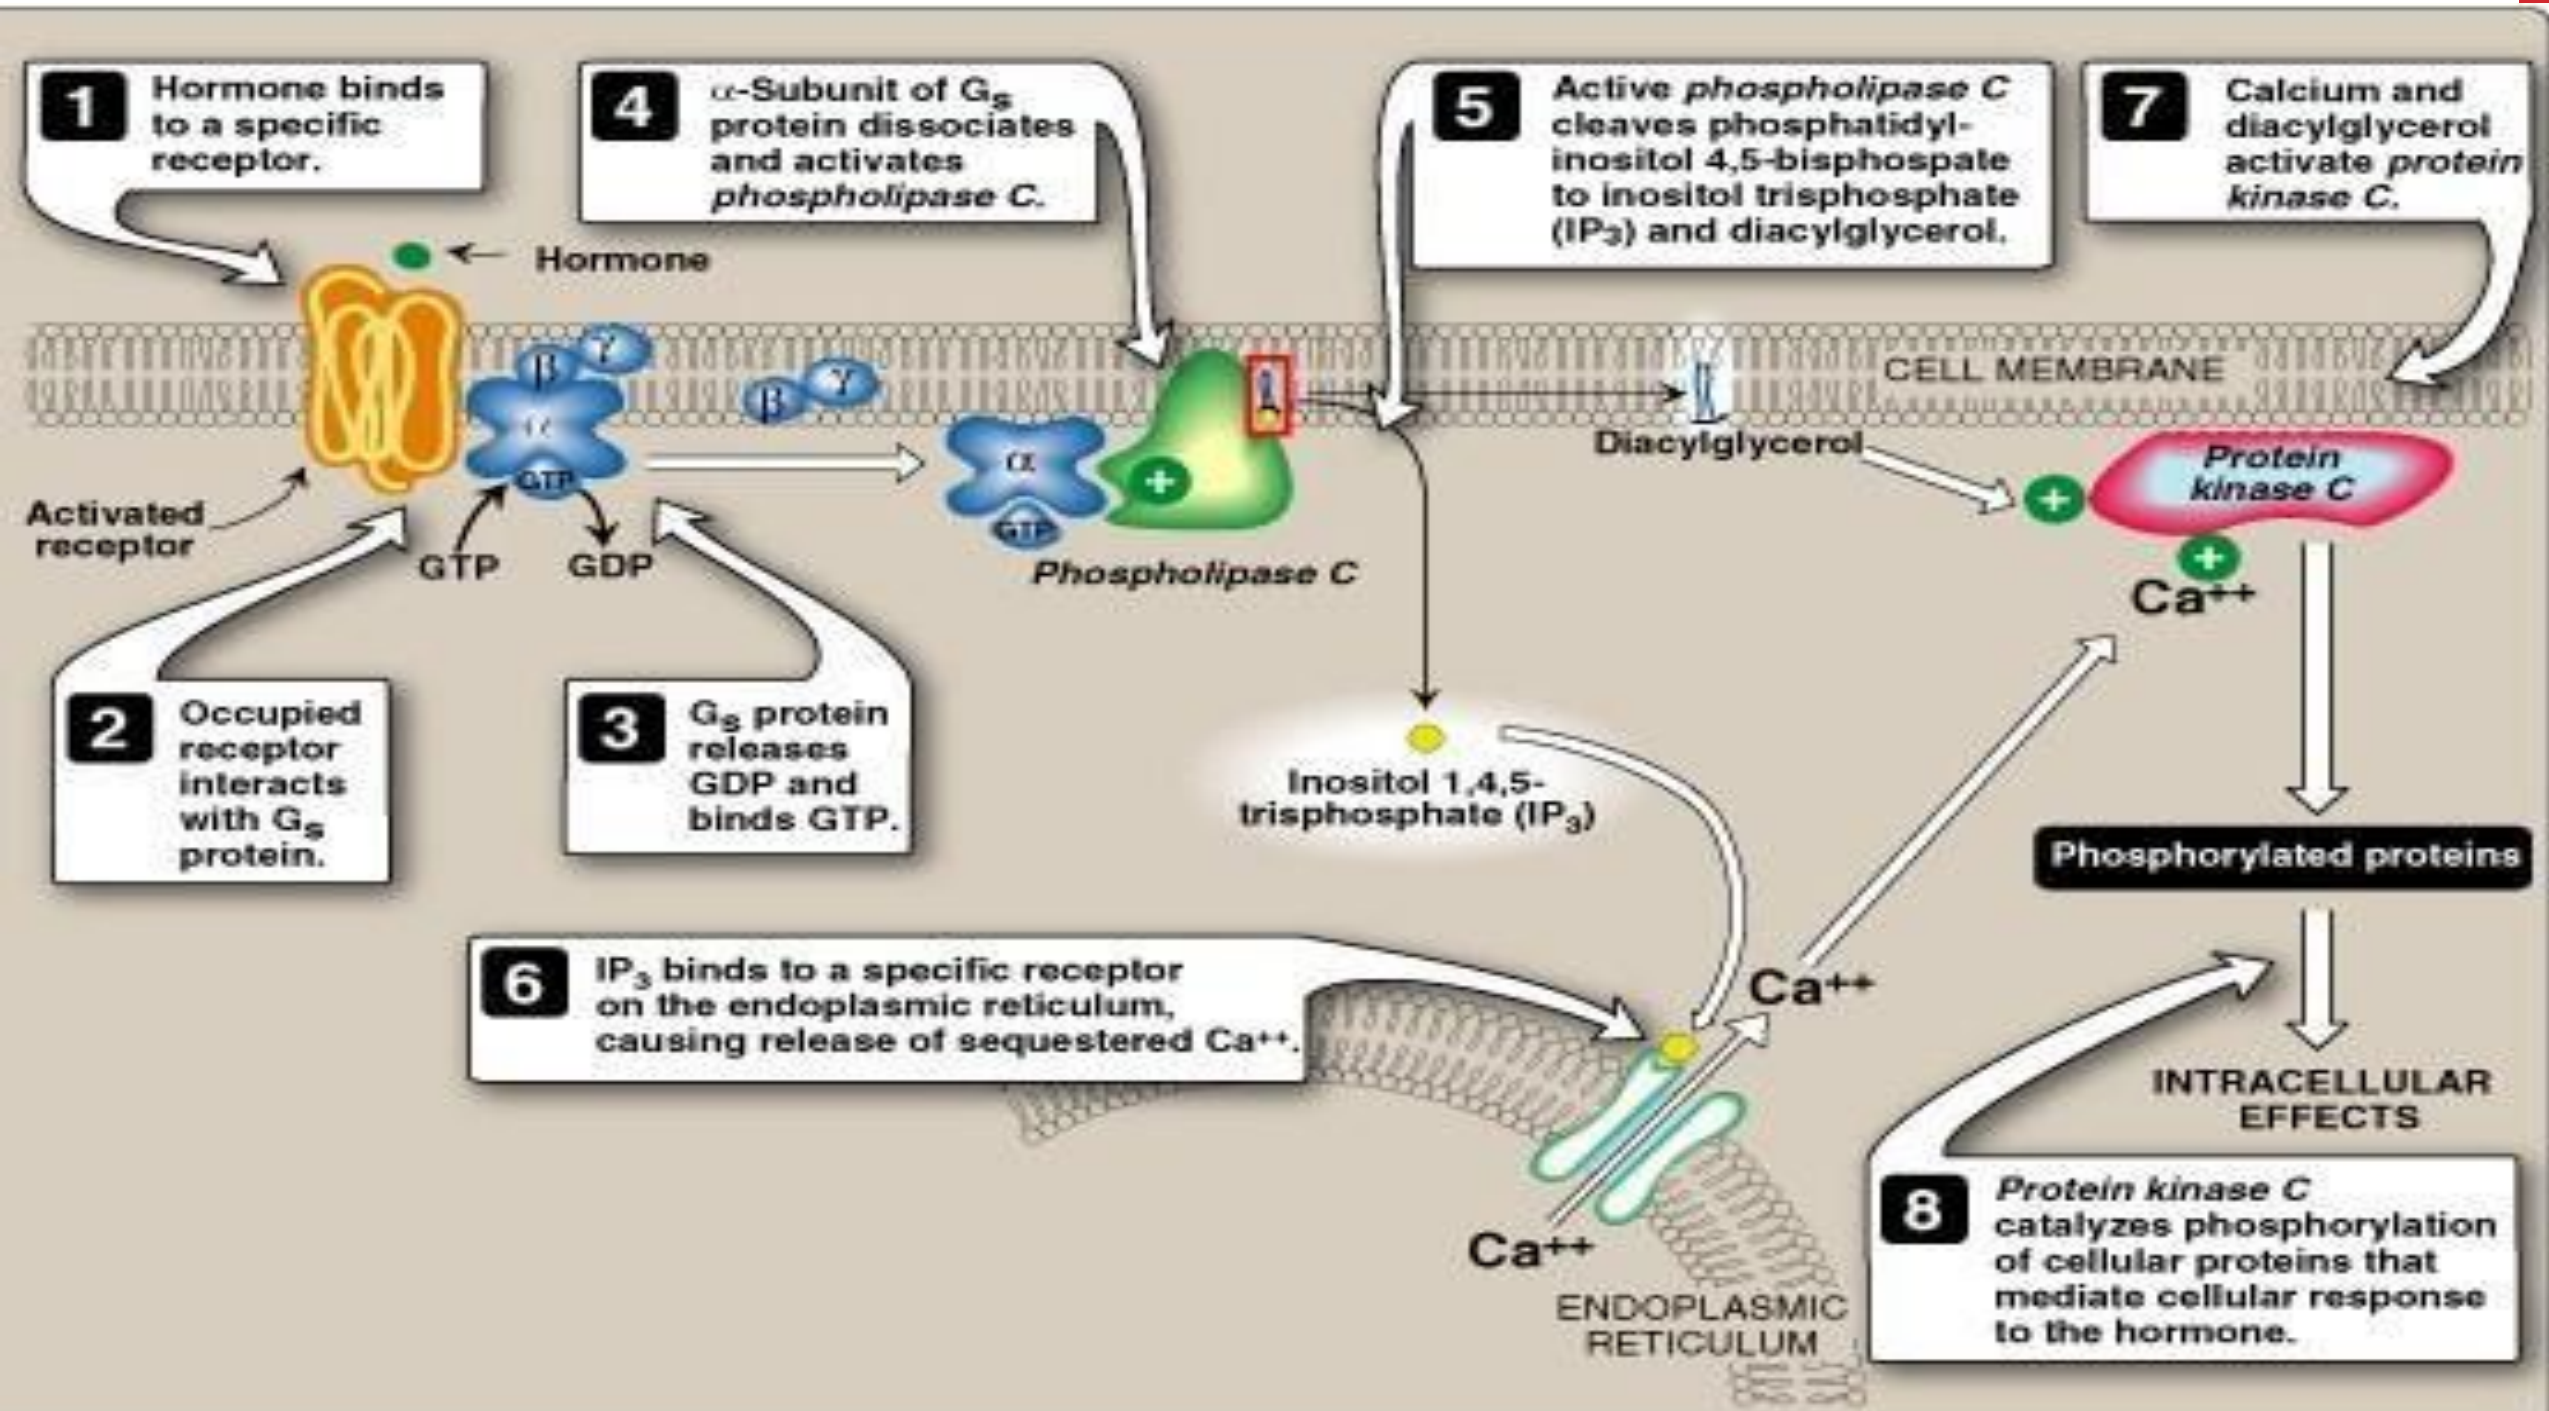 1
Hormone binds
to a specific
receptor.
4
α-Subunit of Gs
protein dissociates
and activates
phospholipase C.
5
Active phospholipase C
cleaves phosphatidyl-
inositol 4,5-bisphospate
to inositol trisphosphate
(IP3) and diacylglycerol.
7
Calcium and
diacylglycerol
activate protein
kinase C.
Hormone
β γ
α
GTP
β γ
α
GTP
+
CELL MEMBRANE
Diacylglycerol
Protein
kinase C
+
+
Ca++
Activated
receptor
GTP
GDP
Phospholipase C
2
Occupied
receptor
interacts
with Gs
protein.
3
Gs protein
releases
GDP and
binds GTP.
Inositol 1,4,5-
trisphosphate (IP3)
Phosphorylated proteins
6
IP3 binds to a specific receptor
on the endoplasmic reticulum,
causing release of sequestered Ca++.
Ca++
Ca++
ENDOPLASMIC
RETICULUM
INTRACELLULAR
EFFECTS
8
Protein kinase C
catalyzes phosphorylation
of cellular proteins that
mediate cellular response
to the hormone.